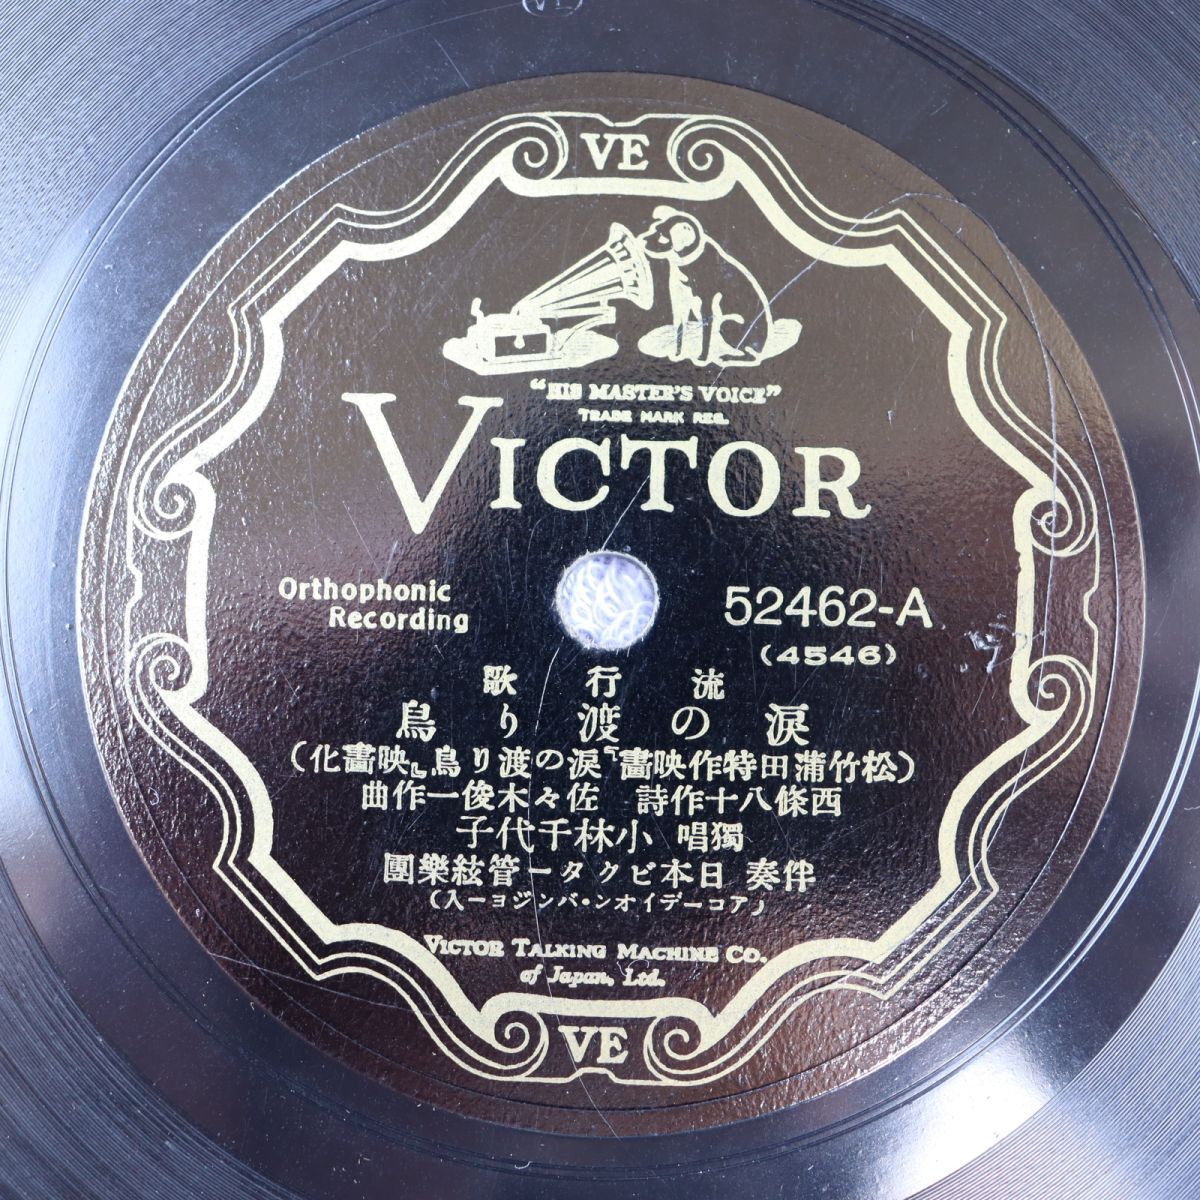 VE
VE
"HIS MASTER'S VOICE"
TRADE MARK REG.
VICTOR
Orthophonic
Recording
52462-A
(4546)
流行歌
涙の渡り鳥
(松竹蒲田特作映畫『涙の渡り鳥』映畫化)
西條八十作詩 佐々木俊一作曲
獨唱 小林千代子
伴奏 日本ビクター管絃樂團
(アコーデイオン・バンジヨー入)
VICTOR TALKING MACHINE CO.
of Japan, Ltd.
VE